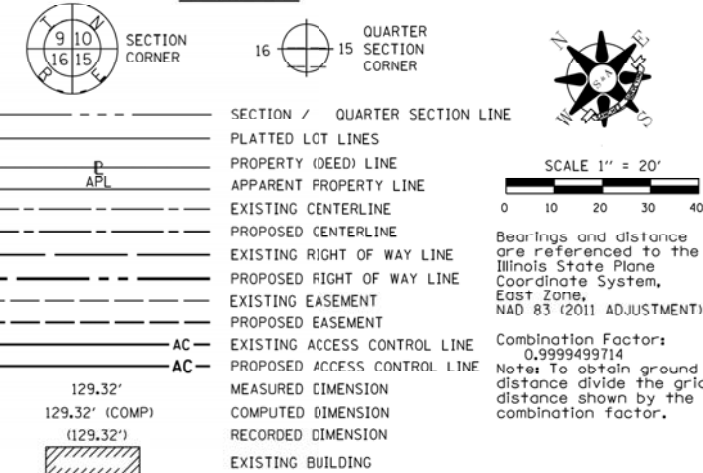 T N
9 10
16 15
R E
SECTION
CORNER
16 15
QUARTER
SECTION
CORNER
N E
S & A
W S
SECTION / QUARTER SECTION LINE
PLATTED LOT LINES
PROPERTY (DEED) LINE
APL APPARENT PROPERTY LINE
EXISTING CENTERLINE
PROPOSED CENTERLINE
EXISTING RIGHT OF WAY LINE
PROPOSED RIGHT OF WAY LINE
EXISTING EASEMENT
PROPOSED EASEMENT
AC EXISTING ACCESS CONTROL LINE
AC PROPOSED ACCESS CONTROL LINE
129.32' MEASURED DIMENSION
129.32' (COMP) COMPUTED DIMENSION
(129.32') RECORDED DIMENSION
EXISTING BUILDING
SCALE 1" = 20'
0 10 20 30 40
Bearings and distance
are referenced to the
Illinois State Plane
Coordinate System,
East Zone,
NAD 83 (2011 ADJUSTMENT)
Combination Factor:
0.9999499714
Note: To obtain ground
distance divide the grid
distance shown by the
combination factor.